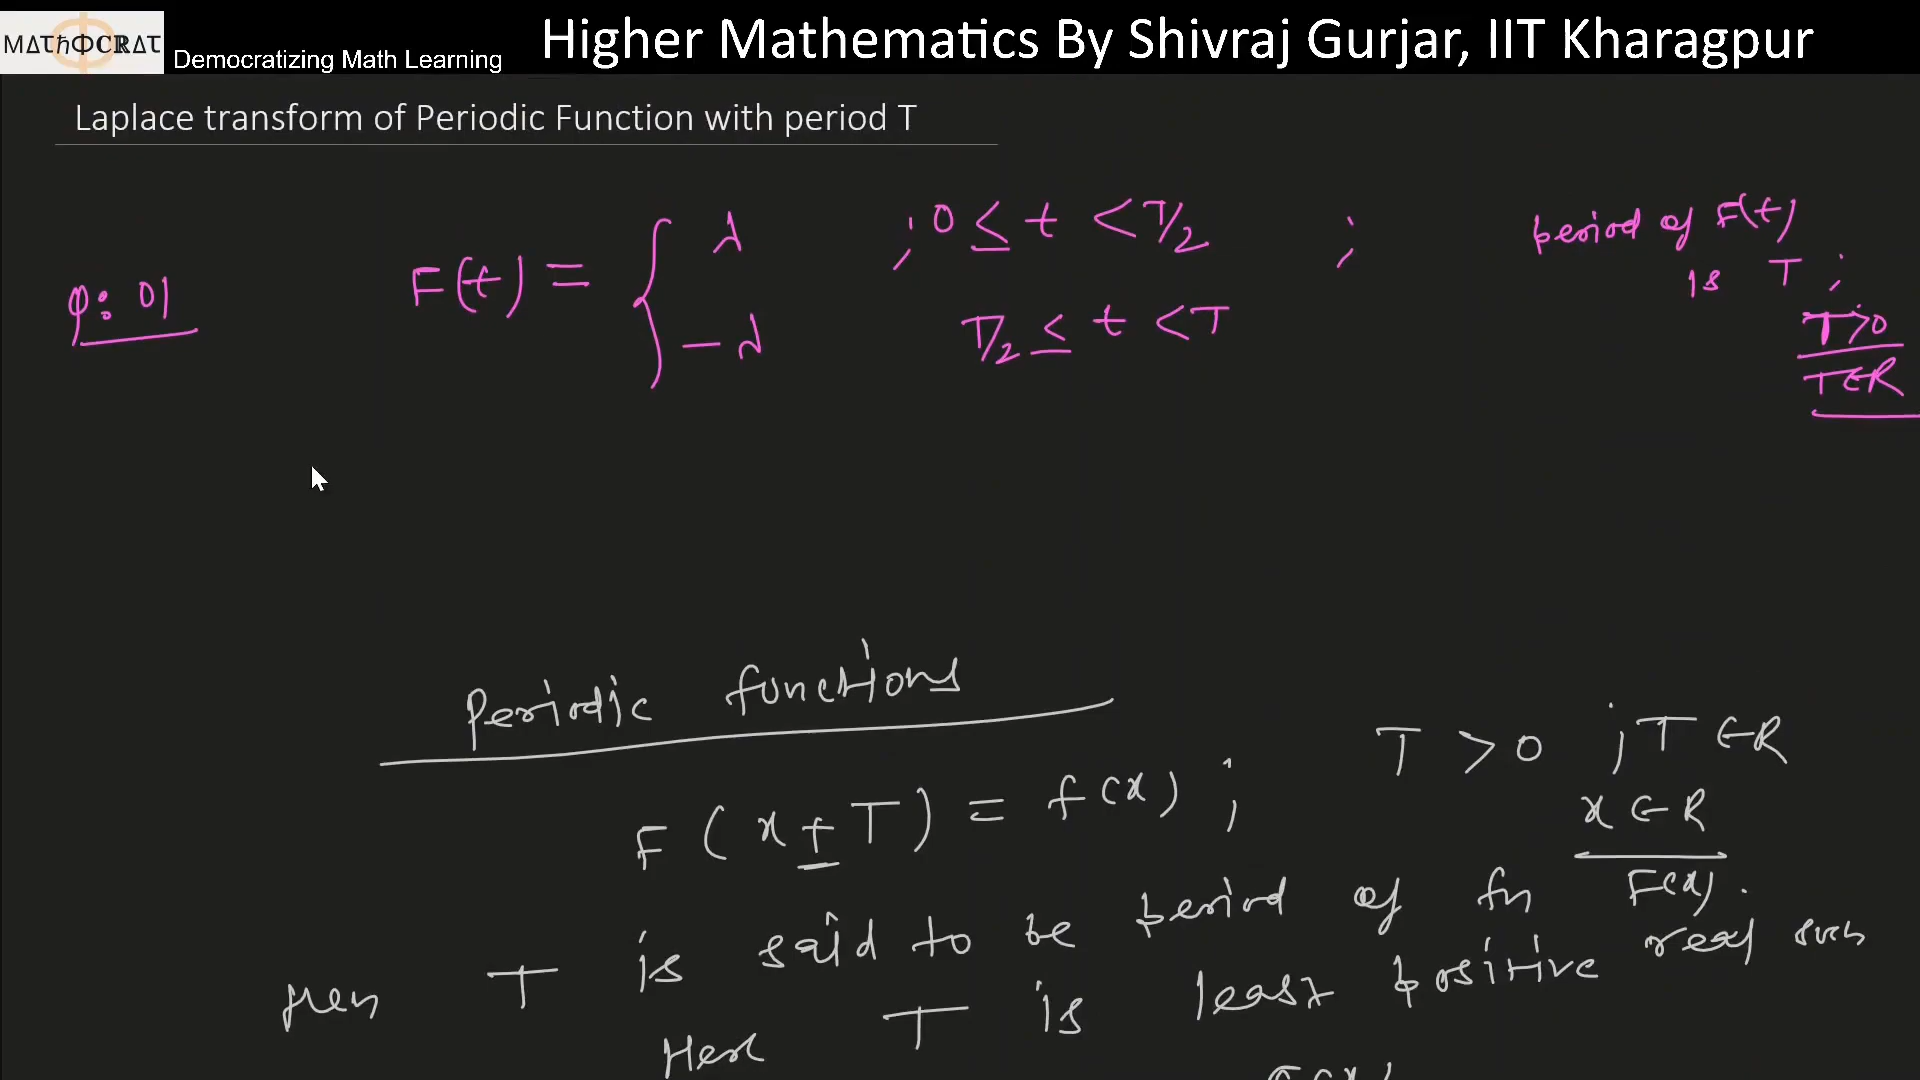 MΔTℏΦCRΔT
Democratizing Math Learning
Higher Mathematics By Shivraj Gurjar, IIT Kharagpur
Laplace transform of Periodic Function with period T
Q: 01
F(t) = { λ ; 0 ≤ t < T/2 ;
-λ T/2 ≤ t < T
period of F(t)
is T ;
T>0
T∈R
Periodic functions
T > 0 ; T ∈ R
F ( x ± T ) = f(x) ;
x ∈ R
then T is said to be period of fn F(x).
Here T is least positive real such